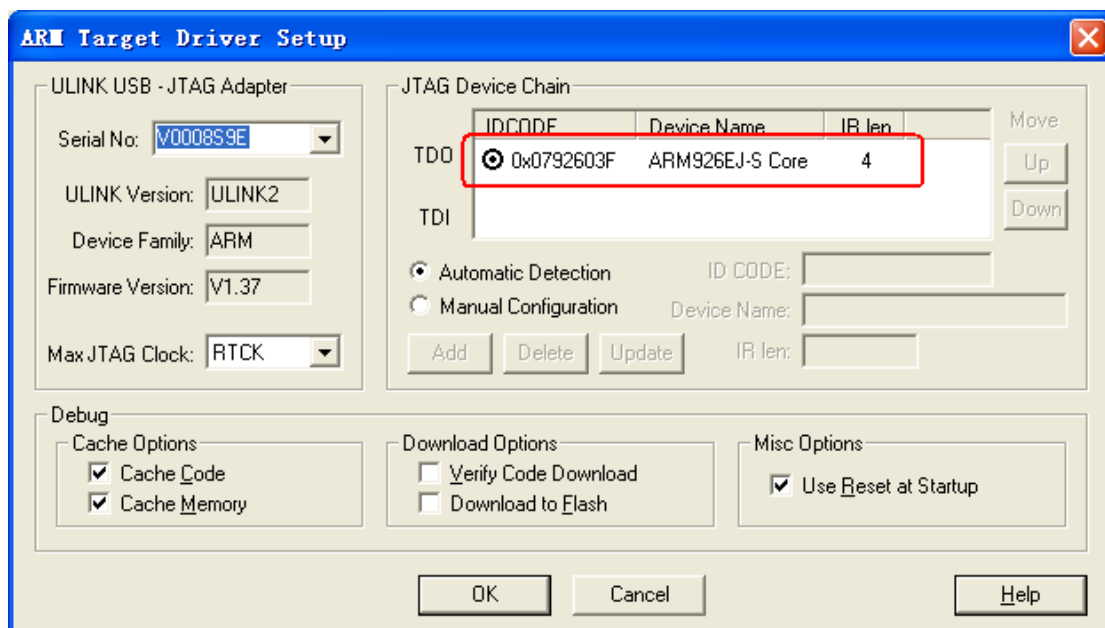 ARM Target Driver Setup
ULINK USB - JTAG Adapter
Serial No: V0008S9E
ULINK Version: ULINK2
Device Family: ARM
Firmware Version: V1.37
Max JTAG Clock: RTCK
JTAG Device Chain
IDCODE Device Name IR len
TDO 0x0792603F ARM926EJ-S Core 4
TDI
Move
Up
Down
Automatic Detection
Manual Configuration
ID CODE:
Device Name:
Add Delete Update IR len:
Debug
Cache Options
Cache Code
Cache Memory
Download Options
Verify Code Download
Download to Flash
Misc Options
Use Reset at Startup
OK Cancel Help